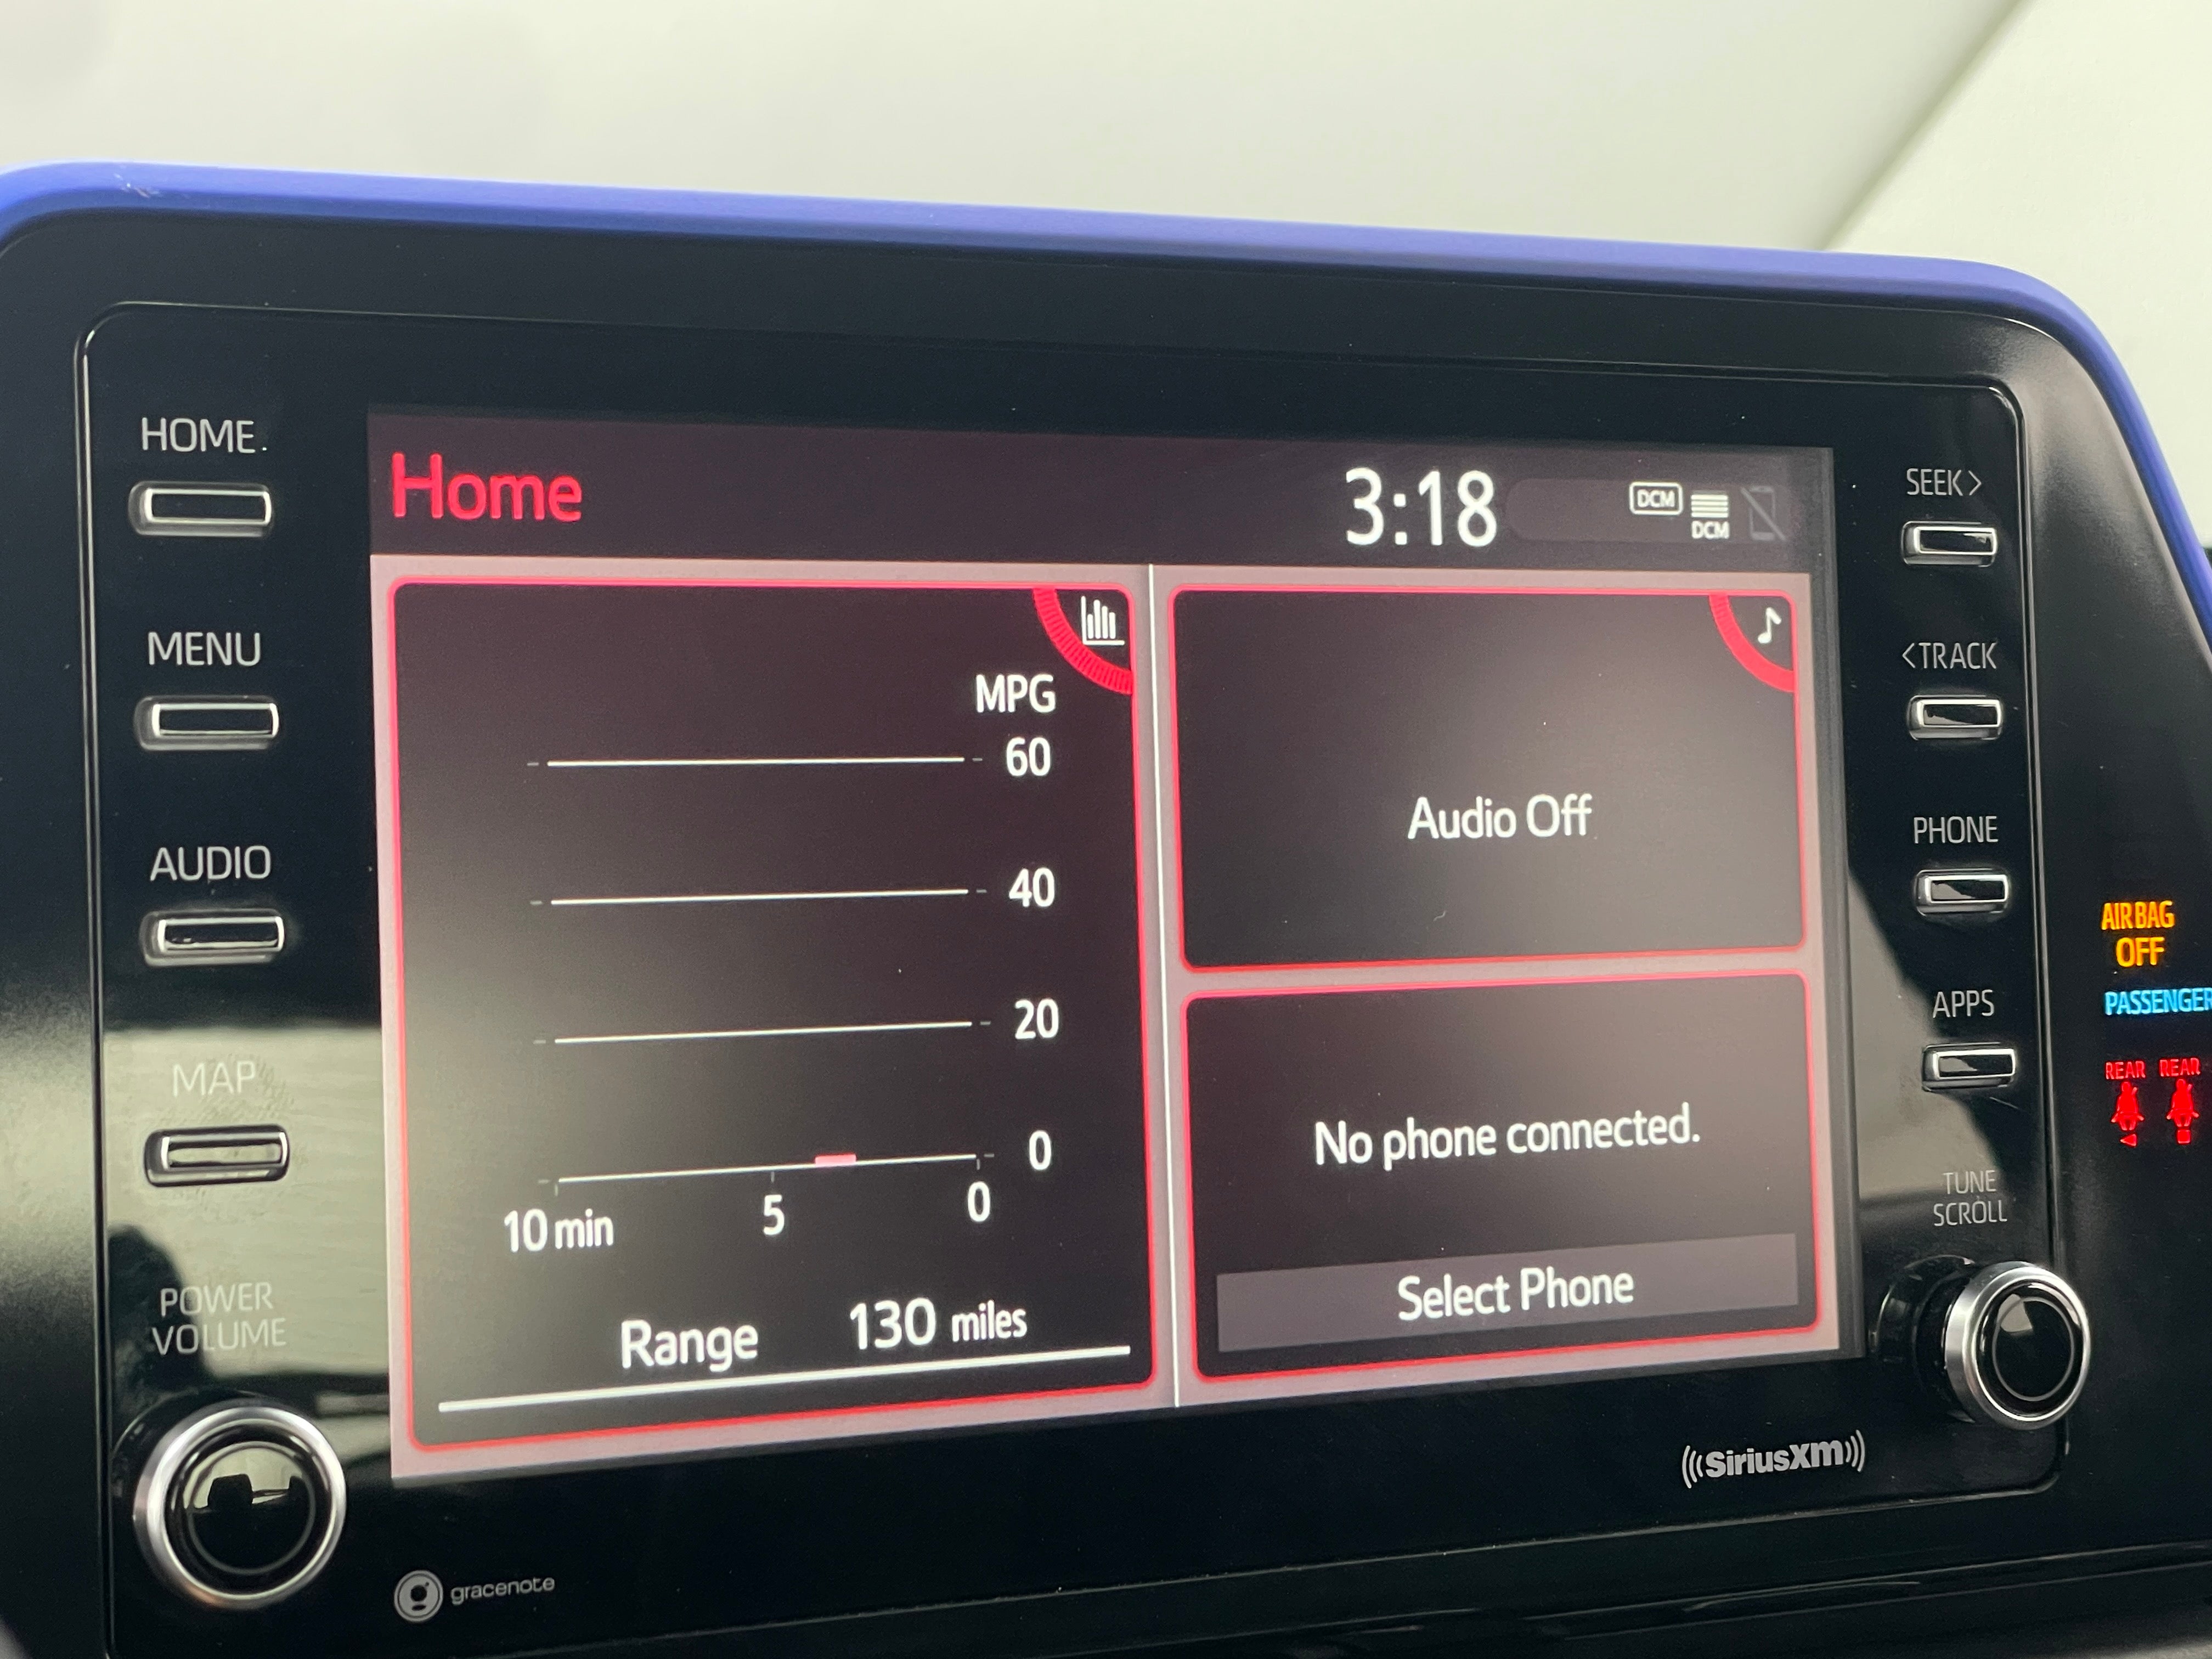 HOME
MENU
AUDIO
MAP
POWER
VOLUME
Home
3:18
DCM
DCM
MPG
60
40
20
0
10 min
5
0
Range 130 miles
Audio Off
No phone connected.
Select Phone
SEEK >
< TRACK
PHONE
APPS
TUNE
SCROLL
AIRBAG
OFF
PASSENGER
REAR REAR
SiriusXM
gracenote